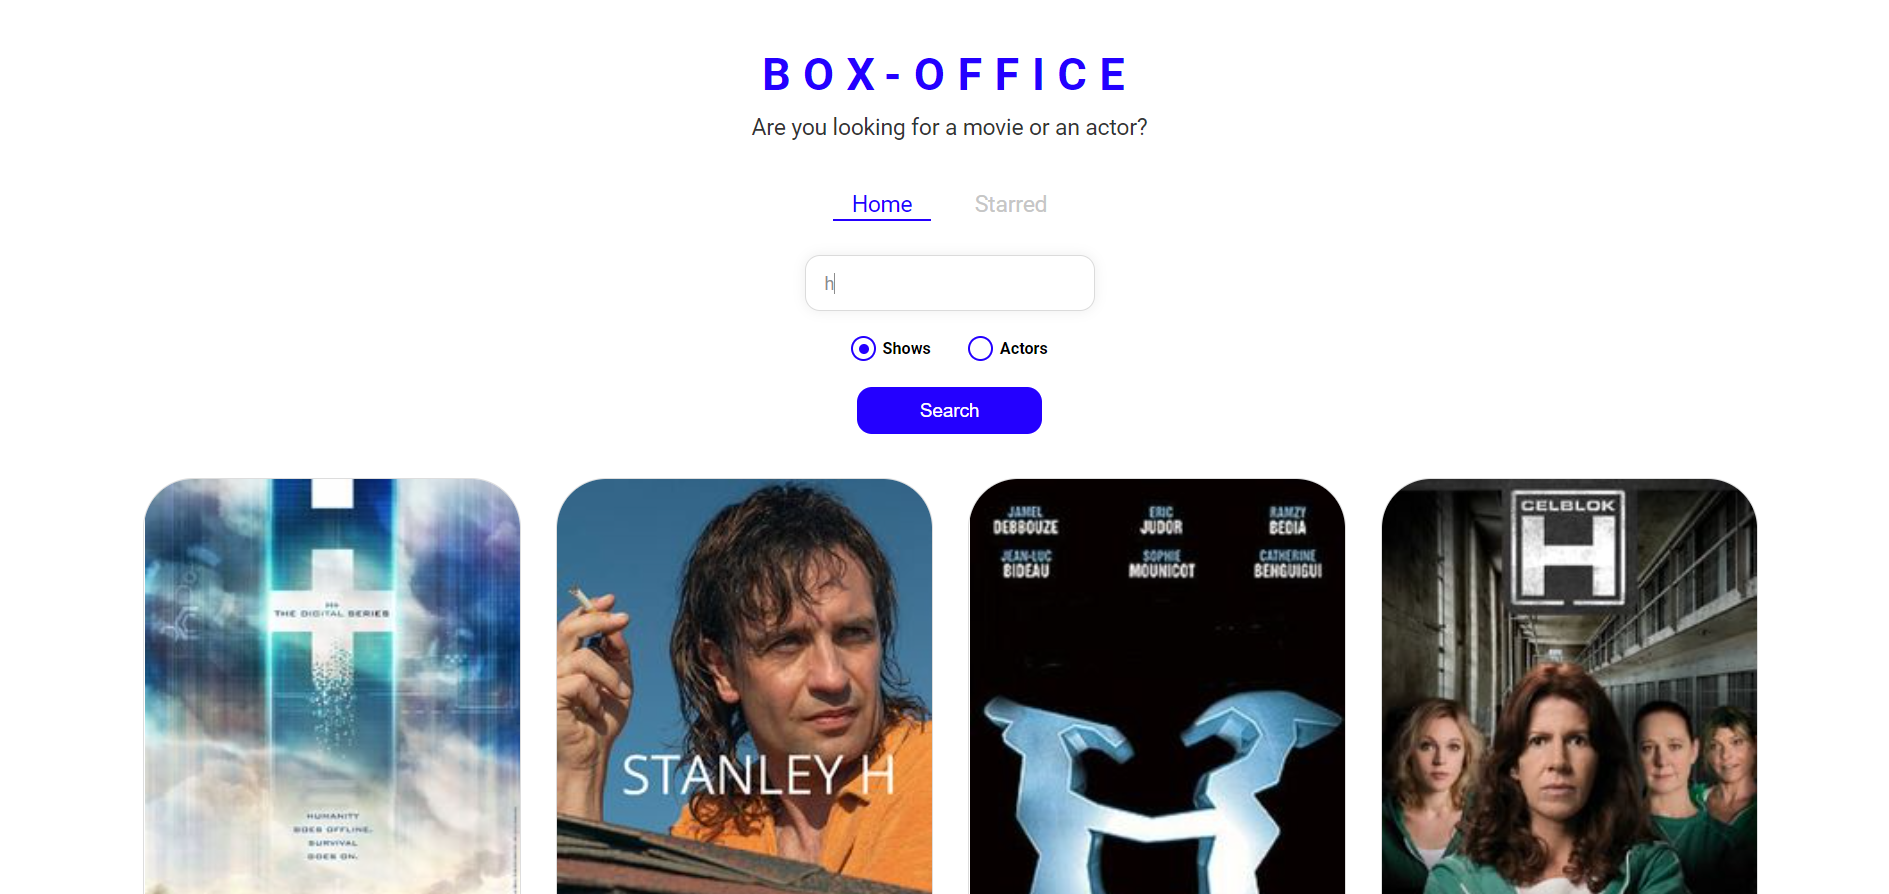 BOX-OFFICE
Are you looking for a movie or an actor?
Home
Starred
h
Shows
Actors
Search
H+
THE DIGITAL SERIES
HUMANITY
GOES OFFLINE.
SURVIVAL
GOES ON.
STANLEY H
JAMEL
DEBBOUZE
ERIC
JUDOR
RAMZY
BEDIA
JEAN-LUC
BIDEAU
SOPHIE
MOUNICOT
CATHERINE
BENGUIGUI
H
CELBLOK
H